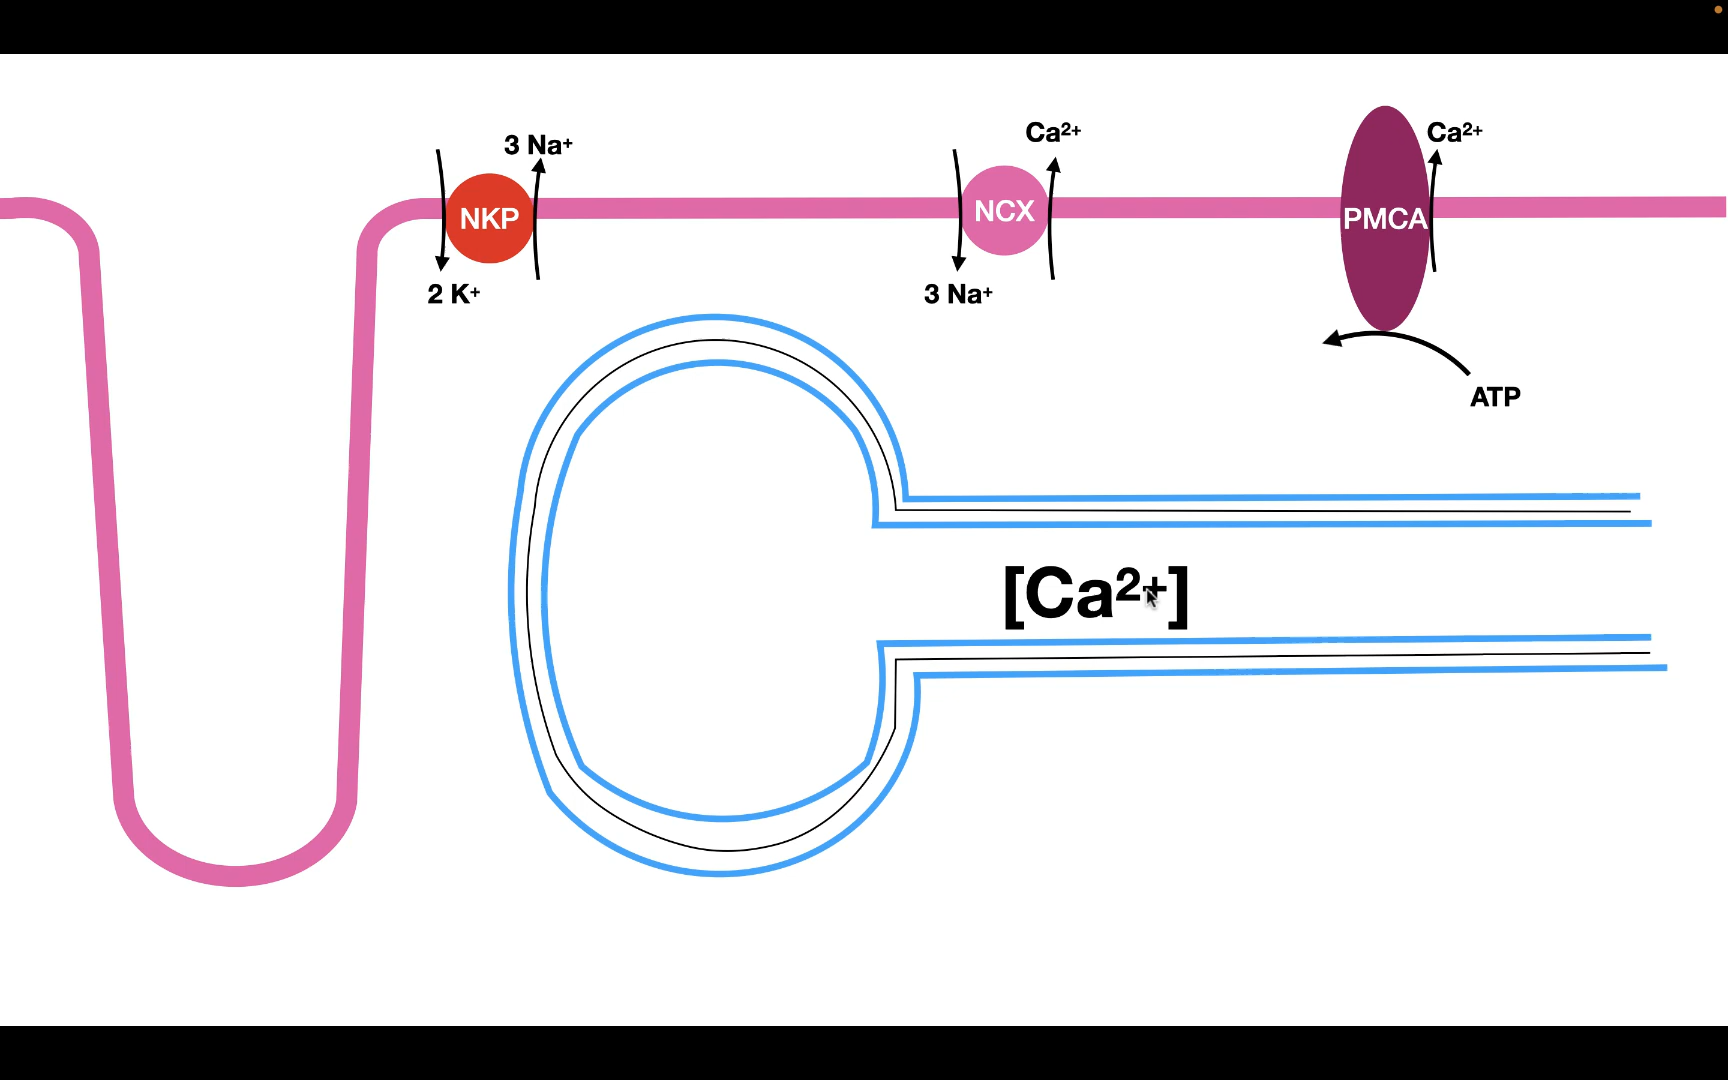 3 Na⁺
NKP
2 K⁺
Ca²⁺
NCX
3 Na⁺
Ca²⁺
PMCA
ATP
[Ca²⁺]